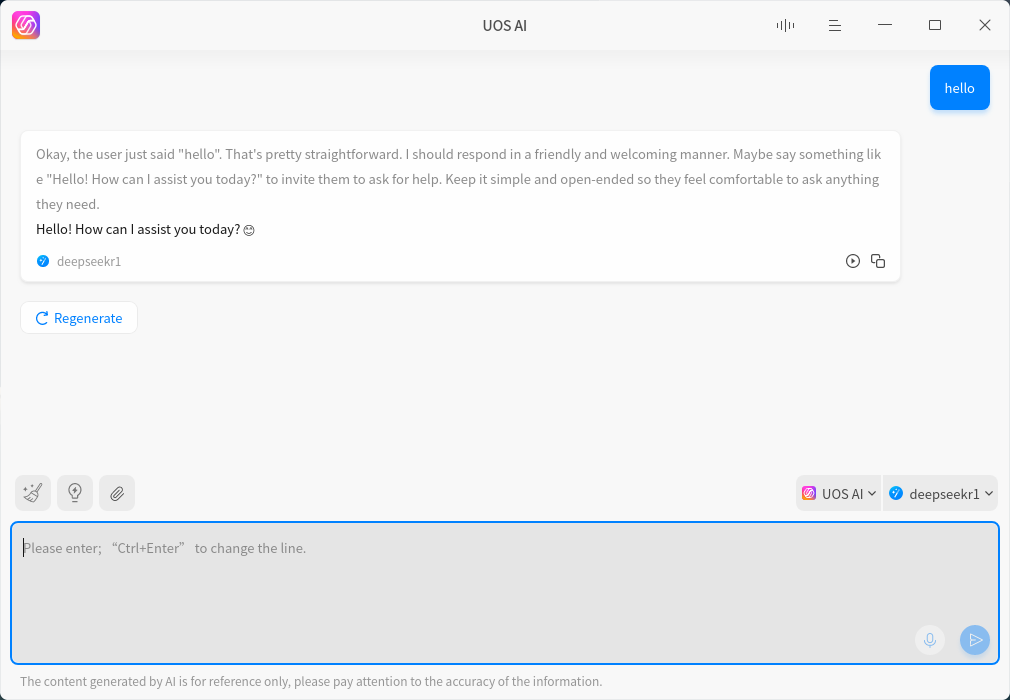 UOS AI
hello
Okay, the user just said "hello". That's pretty straightforward. I should respond in a friendly and welcoming manner. Maybe say something lik
e "Hello! How can I assist you today?" to invite them to ask for help. Keep it simple and open-ended so they feel comfortable to ask anything
they need.
Hello! How can I assist you today? 😊
deepseekr1
Regenerate
UOS AI
deepseekr1
Please enter; “Ctrl+Enter” to change the line.
The content generated by AI is for reference only, please pay attention to the accuracy of the information.